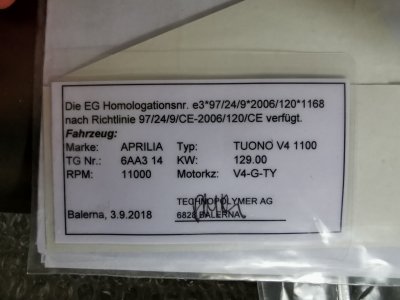 Die EG Homologationsnr. e3*97/24/9*2006/120*1168
nach Richtlinie 97/24/9/CE-2006/120/CE verfügt.
Fahrzeug:
Marke: APRILIA Typ: TUONO V4 1100
TG Nr.: 6AA3 14 KW: 129.00
RPM: 11000 Motorkz: V4-G-TY
TECHNOPOLYMER AG
Balerna, 3.9.2018 6828 BALERNA